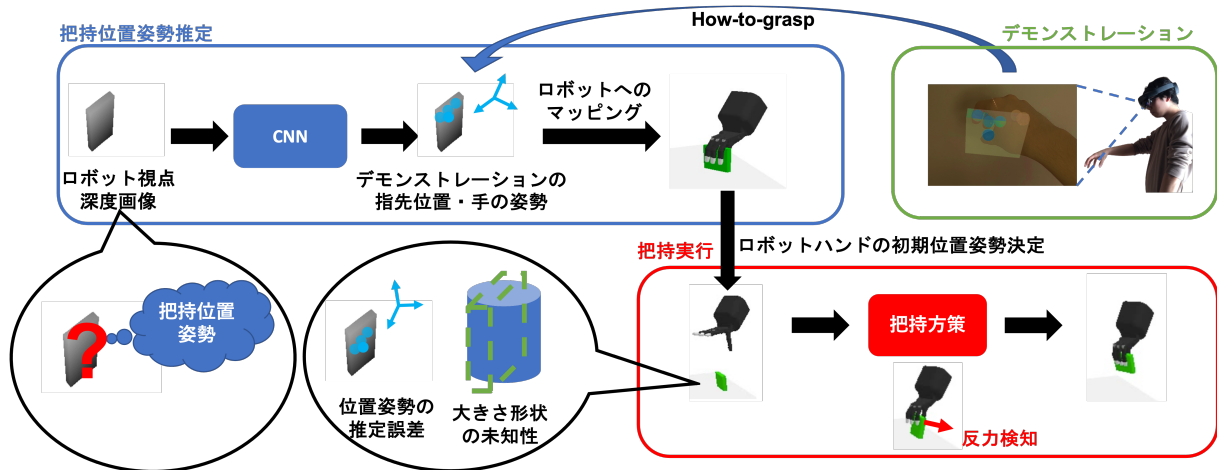 How-to-grasp
把持位置姿勢推定
デモンストレーション
ロボットへの
マッピング
CNN
ロボット視点
深度画像
デモンストレーションの
指先位置・手の姿勢
把持実行
ロボットハンドの初期位置姿勢決定
把持位置
姿勢
?
把持方策
位置姿勢の
推定誤差
大きさ形状
の未知性
反力検知